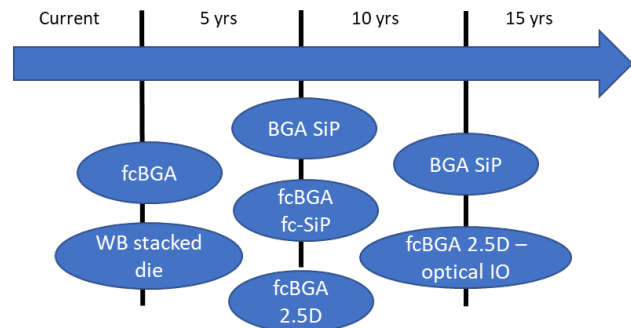 Current 5 yrs 10 yrs 15 yrs
BGA SiP
fcBGA
BGA SiP
fcBGA
fc-SiP
WB stacked
die
fcBGA 2.5D –
optical IO
fcBGA
2.5D